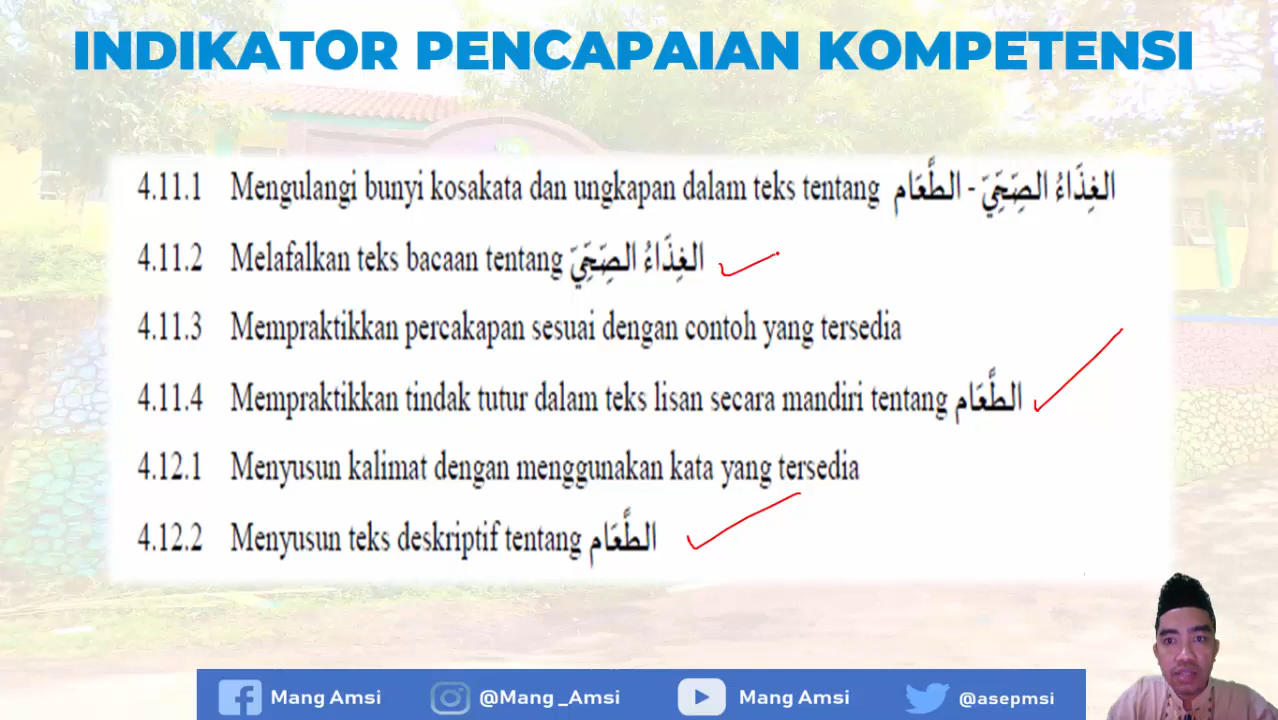 INDIKATOR PENCAPAIAN KOMPETENSI
4.11.1 Mengulangi bunyi kosakata dan ungkapan dalam teks tentang الغِذَاءُ الصِّحِّيَّ - الطَّعَام
4.11.2 Melafalkan teks bacaan tentang الغِذَاءُ الصِّحِّيَّ
4.11.3 Mempraktikkan percakapan sesuai dengan contoh yang tersedia
4.11.4 Mempraktikkan tindak tutur dalam teks lisan secara mandiri tentang الطَّعَام
4.12.1 Menyusun kalimat dengan menggunakan kata yang tersedia
4.12.2 Menyusun teks deskriptif tentang الطَّعَام
Mang Amsi @Mang_Amsi Mang Amsi @asepmsi